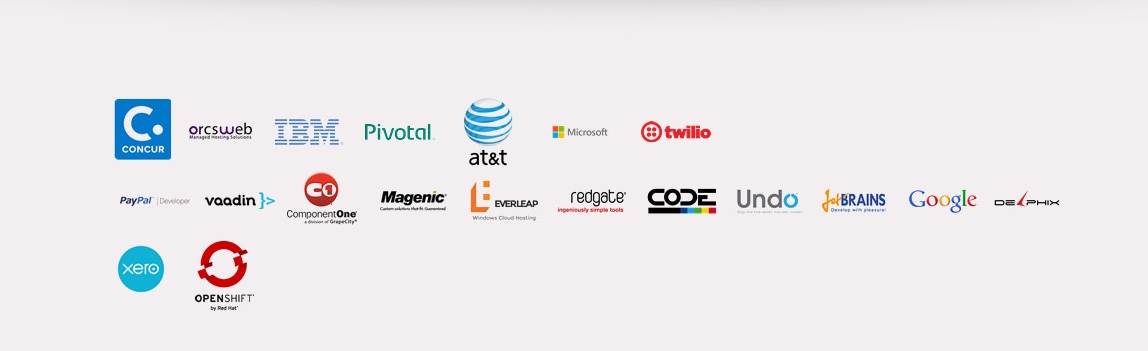 C.
CONCUR
orcsweb
Managed Hosting Solutions
IBM
Pivotal
at&t
Microsoft
twilio
PayPal | Developer
vaadin }>
C1
ComponentOne
a division of GrapeCity
Magenic
Custom solutions that fit. Guaranteed.
E
EVERLEAP
Windows Cloud Hosting
redgate
ingeniously simple tools
CODE
Undo
JetBRAINS
Develop with pleasure!
Google
DELPHIX
xero
OPENSHIFT
by Red Hat